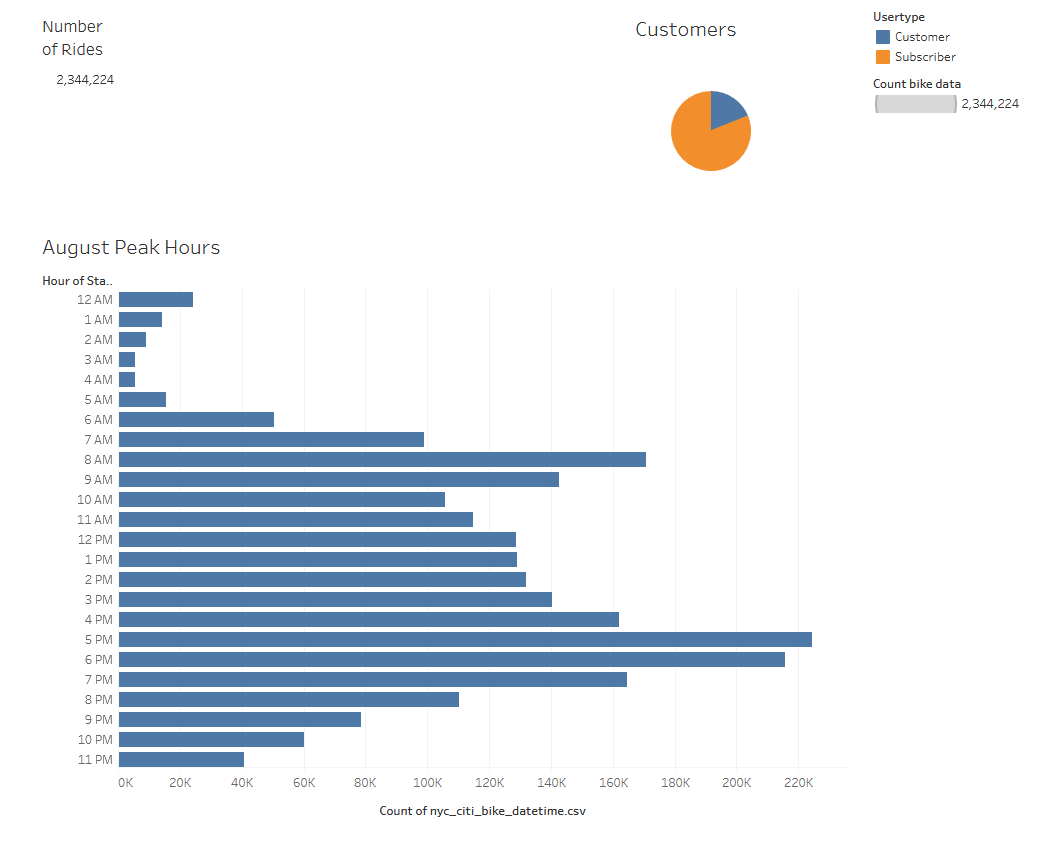 Number
of Rides
2,344,224
Customers
Usertype
Customer
Subscriber
Count bike data
2,344,224
August Peak Hours
Hour of Sta..
12 AM
1 AM
2 AM
3 AM
4 AM
5 AM
6 AM
7 AM
8 AM
9 AM
10 AM
11 AM
12 PM
1 PM
2 PM
3 PM
4 PM
5 PM
6 PM
7 PM
8 PM
9 PM
10 PM
11 PM
0K 20K 40K 60K 80K 100K 120K 140K 160K 180K 200K 220K
Count of nyc_citi_bike_datetime.csv